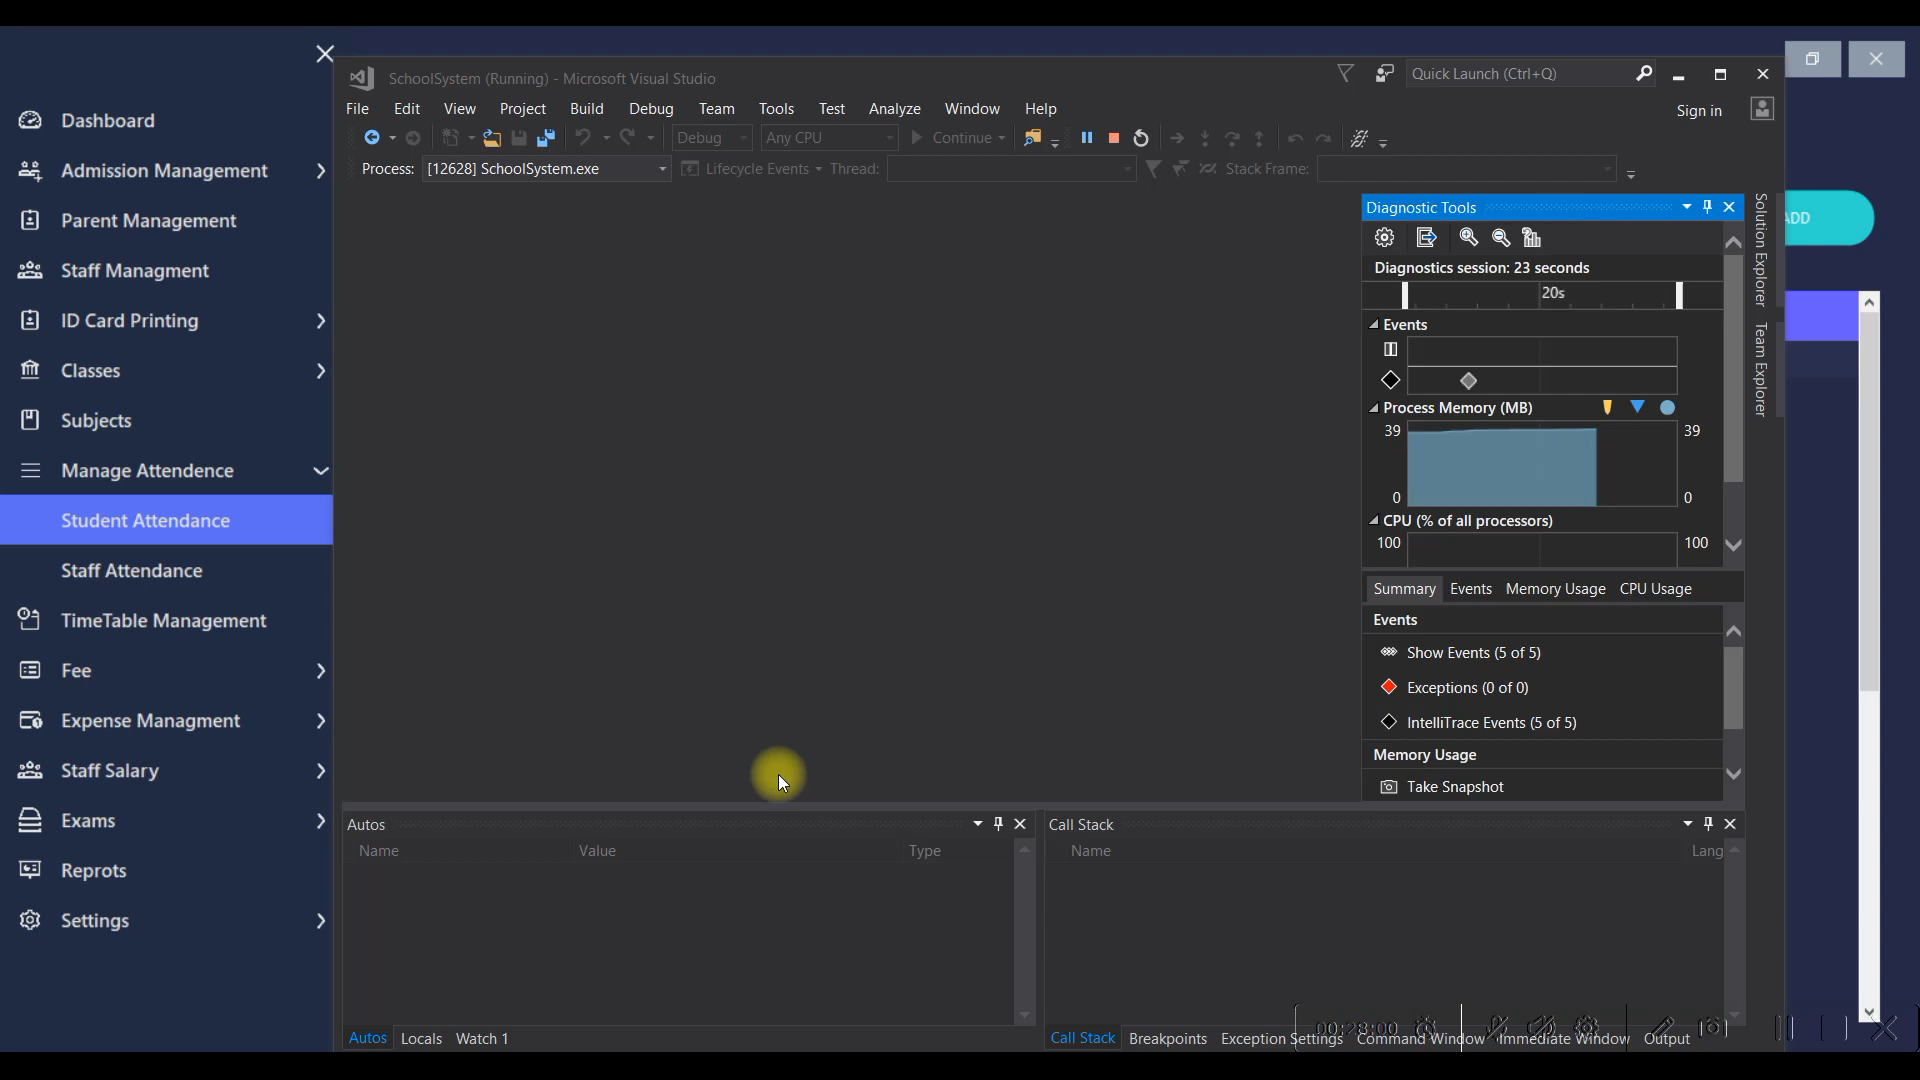 SchoolSystem (Running) - Microsoft Visual Studio
Quick Launch (Ctrl+Q)
File Edit View Project Build Debug Team Tools Test Analyze Window Help
Sign in
Debug Any CPU Continue
Process: [12628] SchoolSystem.exe Lifecycle Events Thread: Stack Frame:
Dashboard
Admission Management
Parent Management
Staff Managment
ID Card Printing
Classes
Subjects
Manage Attendence
Student Attendance
Staff Attendance
TimeTable Management
Fee
Expense Managment
Staff Salary
Exams
Reprots
Settings
Diagnostic Tools
Diagnostics session: 23 seconds
20s
Events
Process Memory (MB)
39 39
0 0
CPU (% of all processors)
100 100
Summary Events Memory Usage CPU Usage
Events
Show Events (5 of 5)
Exceptions (0 of 0)
IntelliTrace Events (5 of 5)
Memory Usage
Take Snapshot
Solution Explorer
Team Explorer
ADD
Autos
Name Value Type
Autos Locals Watch 1
Call Stack
Name Lang
Call Stack Breakpoints Exception Settings Command Window Immediate Window Output
00:28:00